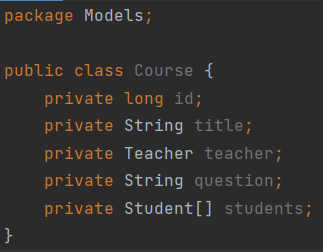 package Models;
public class Course {
    private long id;
    private String title;
    private Teacher teacher;
    private String question;
    private Student[] students;
}